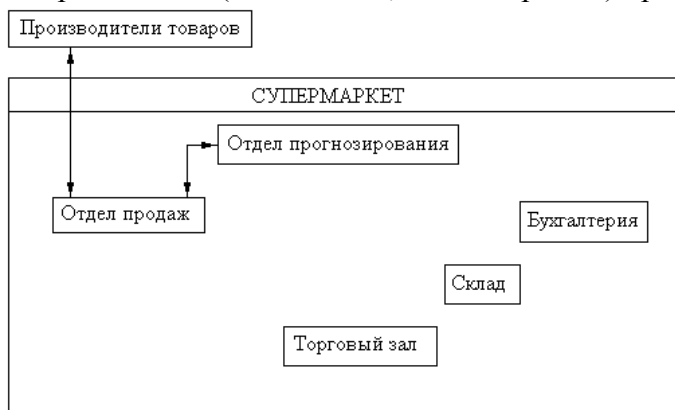 Производители товаров
СУПЕРМАРКЕТ
Отдел прогнозирования
Отдел продаж
Бухгалтерия
Склад
Торговый зал